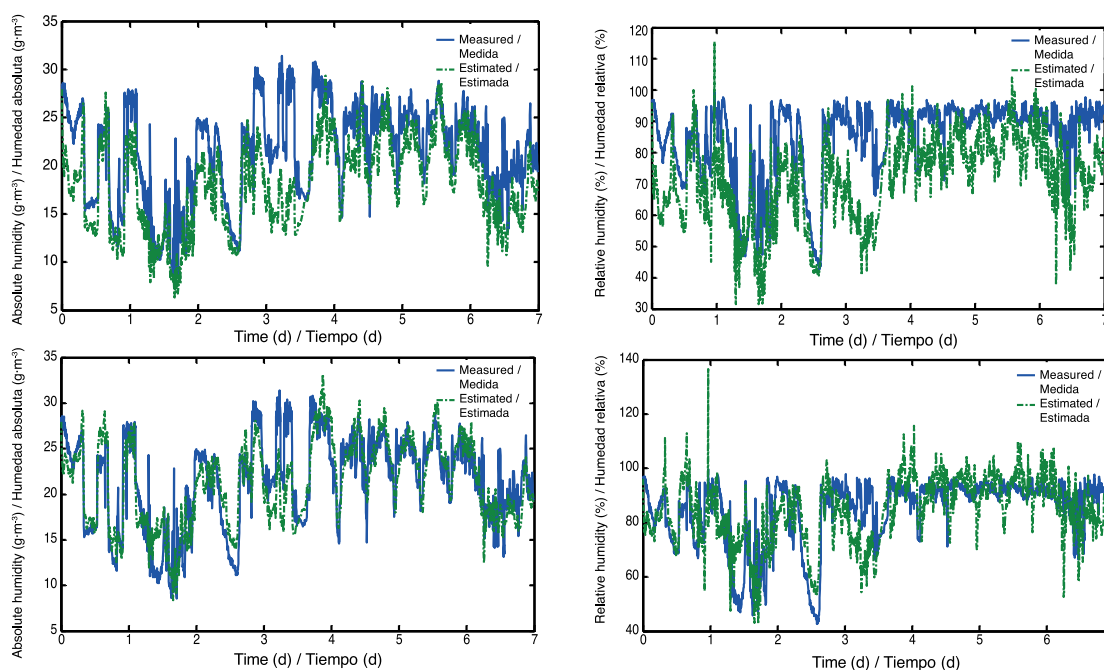 Absolute humidity (g·m⁻³) / Humedad absoluta (g·m⁻³)
35
30
25
20
15
10
5
0 1 2 3 4 5 6 7
Time (d) / Tiempo (d)
Measured /
Medida
Estimated /
Estimada
Relative humidity (%) / Humedad relativa (%)
120
110
100
90
80
70
60
50
40
30
0 1 2 3 4 5 6 7
Time (d) / Tiempo (d)
Measured /
Medida
Estimated /
Estimada
Absolute humidity (g·m⁻³) / Humedad absoluta (g·m⁻³)
35
30
25
20
15
10
5
0 1 2 3 4 5 6 7
Time (d) / Tiempo (d)
Measured /
Medida
Estimated /
Estimada
Relative humidity (%) / Humedad relativa (%)
140
120
100
80
60
40
0 1 2 3 4 5 6
Time (d) / Tiempo (d)
Measured /
Medida
Estimated /
Estimada